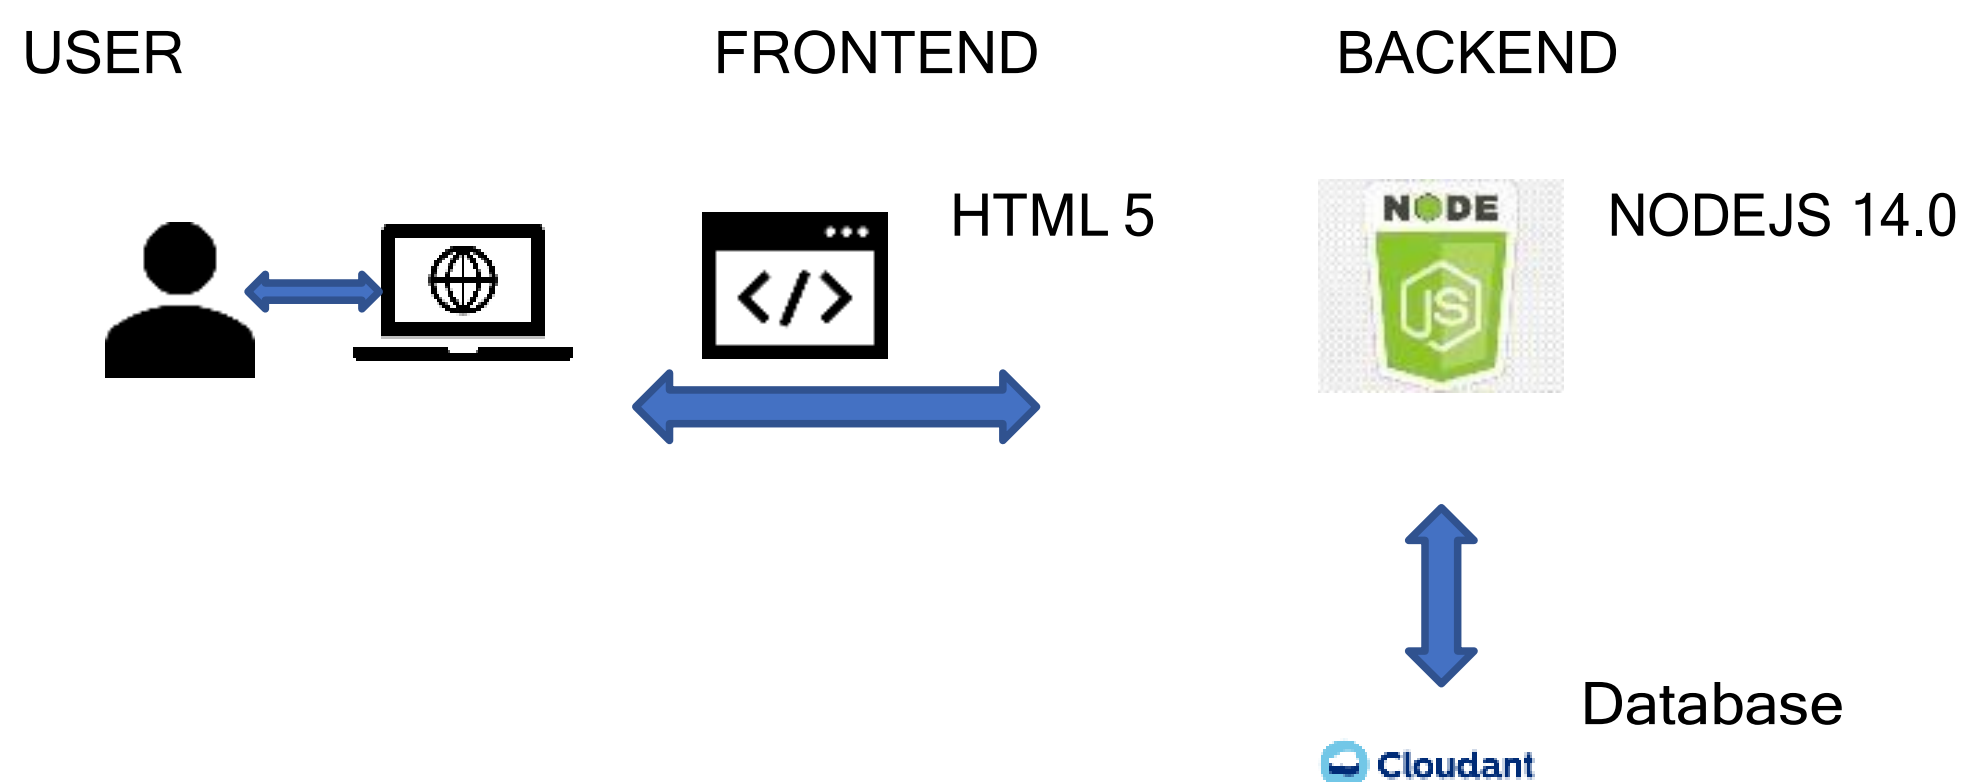 USER
FRONTEND
BACKEND
HTML 5
NODE
JS
NODEJS 14.0
</>
Database
Cloudant